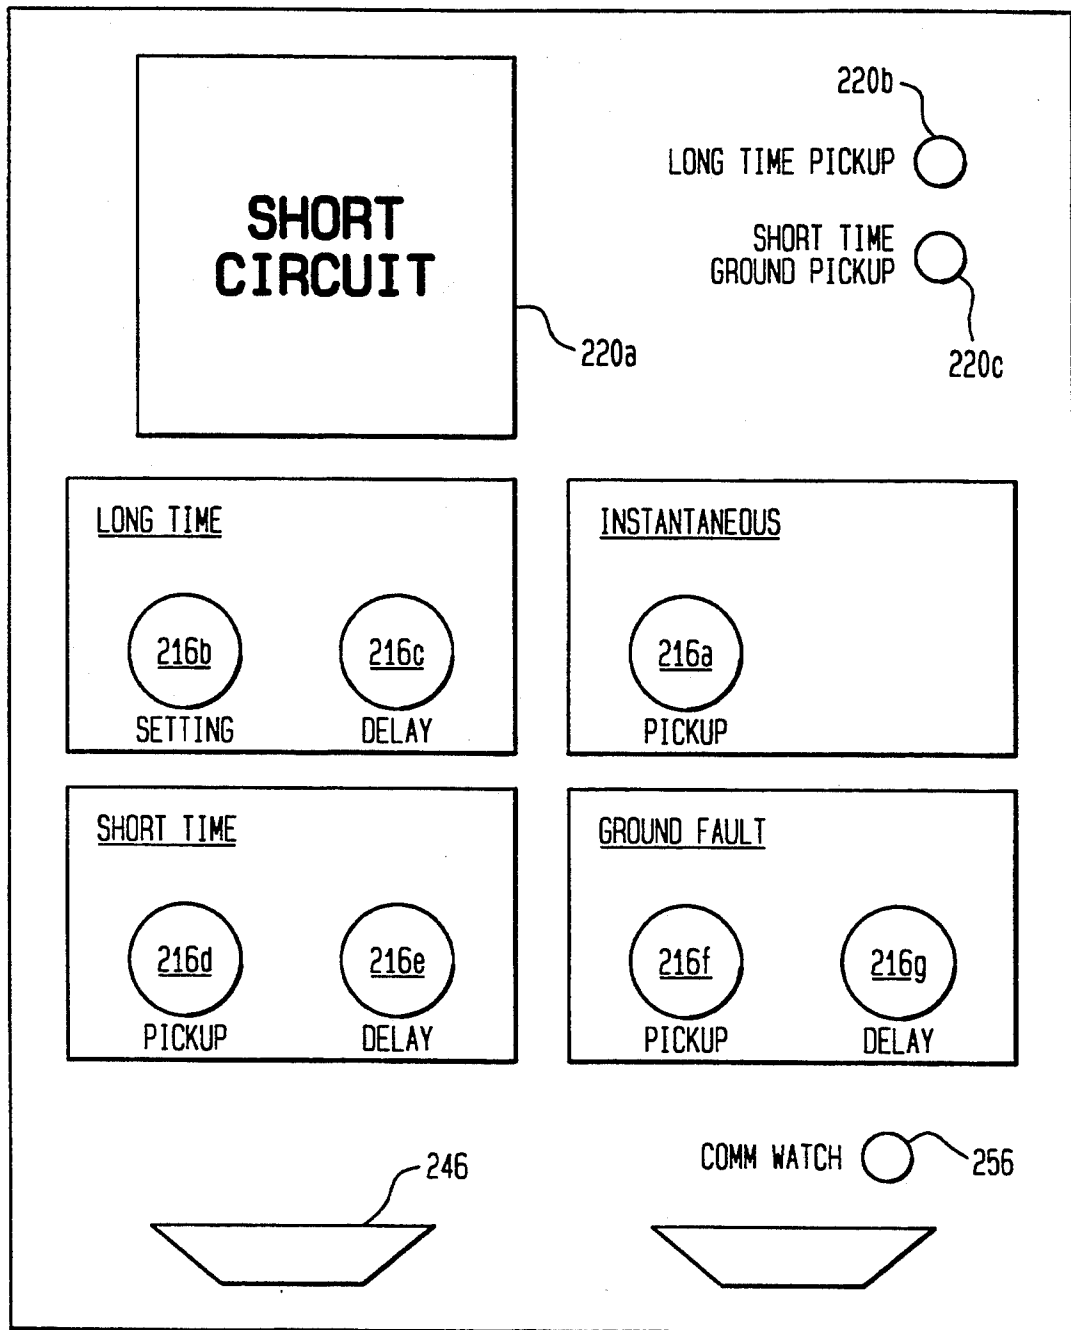 220b
LONG TIME PICKUP
SHORT TIME
GROUND PICKUP
220c
SHORT
CIRCUIT
220a
LONG TIME
216b
216c
SETTING
DELAY
INSTANTANEOUS
216a
PICKUP
SHORT TIME
216d
216e
PICKUP
DELAY
GROUND FAULT
216f
216g
PICKUP
DELAY
COMM WATCH
256
246